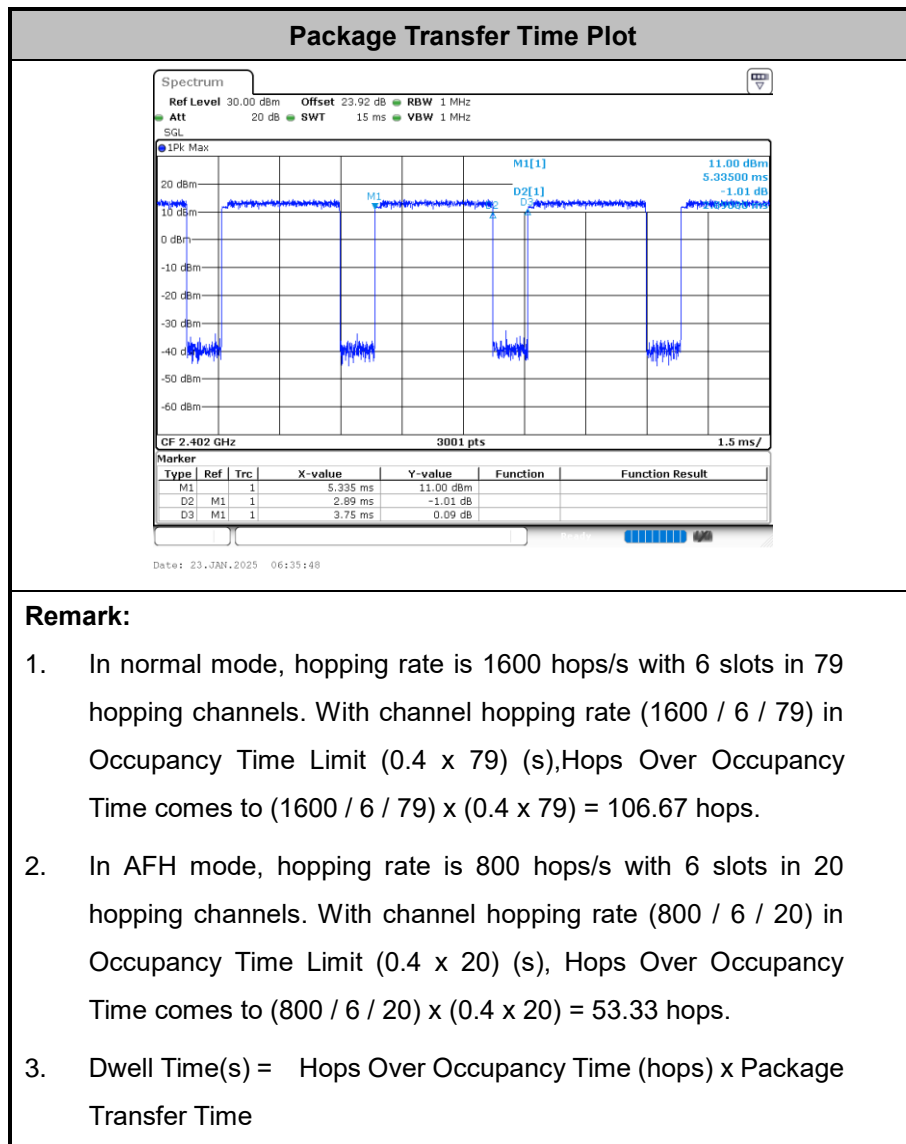 Package Transfer Time Plot
Spectrum
Ref Level 30.00 dBm Offset 23.92 dB RBW 1 MHz
Att 20 dB SWT 15 ms VBW 1 MHz
SGL
1Pk Max
M1[1] 11.00 dBm
5.33500 ms
20 dBm
D2[1] -1.01 dB
M1
D3
10 dBm
0 dBm
-10 dBm
-20 dBm
-30 dBm
-40 d
-50 dBm
-60 dBm
CF 2.402 GHz 3001 pts 1.5 ms/
Marker
Type Ref Trc X-value Y-value Function Function Result
M1 1 5.335 ms 11.00 dBm
D2 M1 1 2.89 ms -1.01 dB
D3 M1 1 3.75 ms 0.09 dB
Date: 23.JAN.2025 06:35:48
Remark:
1. In normal mode, hopping rate is 1600 hops/s with 6 slots in 79
hopping channels. With channel hopping rate (1600 / 6 / 79) in
Occupancy Time Limit (0.4 x 79) (s),Hops Over Occupancy
Time comes to (1600 / 6 / 79) x (0.4 x 79) = 106.67 hops.
2. In AFH mode, hopping rate is 800 hops/s with 6 slots in 20
hopping channels. With channel hopping rate (800 / 6 / 20) in
Occupancy Time Limit (0.4 x 20) (s), Hops Over Occupancy
Time comes to (800 / 6 / 20) x (0.4 x 20) = 53.33 hops.
3. Dwell Time(s) = Hops Over Occupancy Time (hops) x Package
Transfer Time